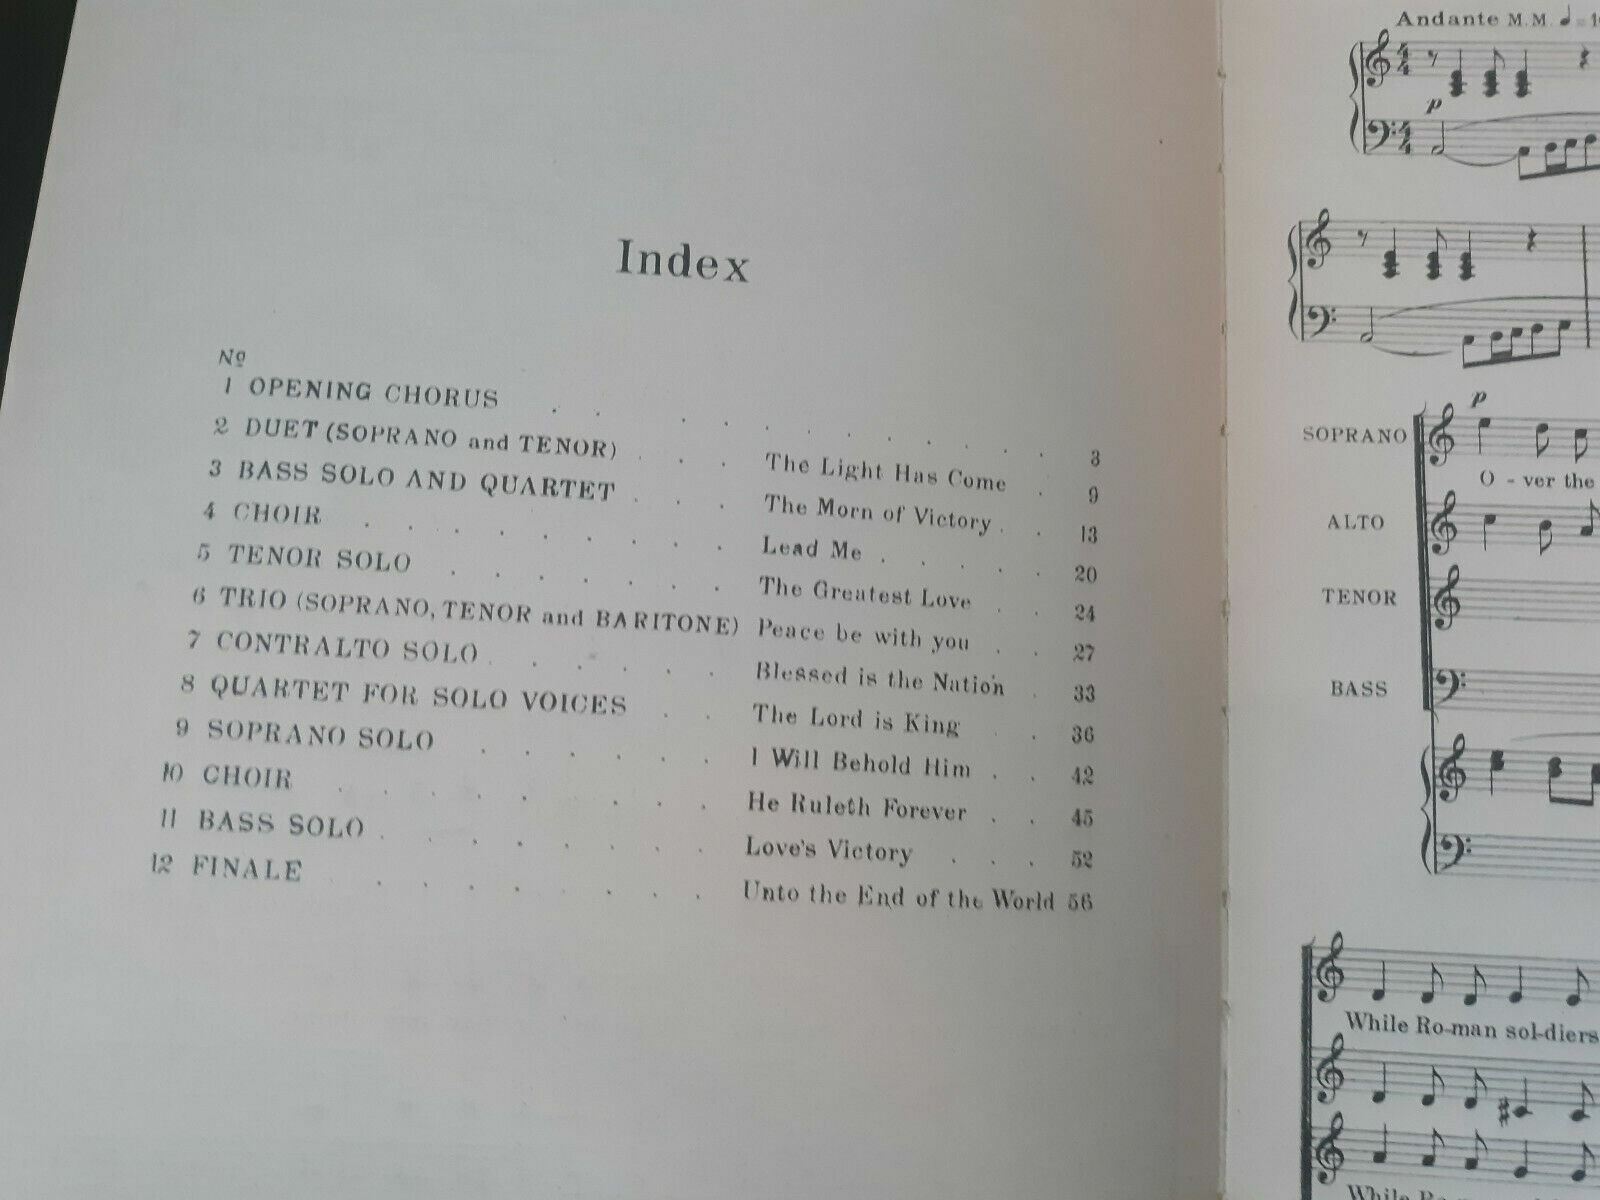 Index
Nº
1 OPENING CHORUS . . . . . . . . . . . . 3
2 DUET (SOPRANO and TENOR) . . . The Light Has Come . 9
3 BASS SOLO AND QUARTET . . . The Morn of Victory . . 13
4 CHOIR . . . . . . . . . Lead Me . . . . . 20
5 TENOR SOLO . . . . . . . The Greatest Love . . 24
6 TRIO (SOPRANO, TENOR and BARITONE) Peace be with you . . 27
7 CONTRALTO SOLO . . . . . . Blessed is the Nation . 33
8 QUARTET FOR SOLO VOICES . . The Lord is King . . 36
9 SOPRANO SOLO . . . . . . I Will Behold Him . . 42
10 CHOIR . . . . . . . . He Ruleth Forever . . 45
11 BASS SOLO . . . . . . . . Love's Victory . . . 52
12 FINALE . . . . . . . . . Unto the End of the World 56
Andante M.M.
p
p
SOPRANO
O - ver the
ALTO
TENOR
BASS
While Ro-man sol-diers
While